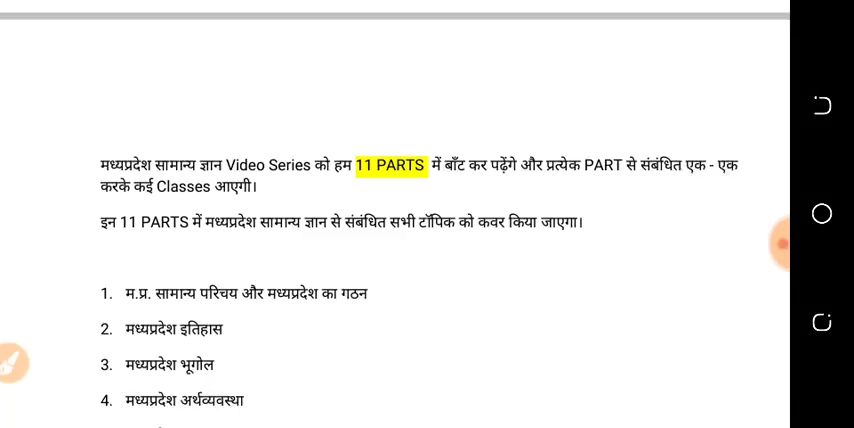 मध्यप्रदेश सामान्य ज्ञान Video Series को हम 11 PARTS में बाँट कर पढ़ेंगे और प्रत्येक PART से संबंधित एक - एक
करके कई Classes आएगी।
इन 11 PARTS में मध्यप्रदेश सामान्य ज्ञान से संबंधित सभी टॉपिक को कवर किया जाएगा।
1. म.प्र. सामान्य परिचय और मध्यप्रदेश का गठन
2. मध्यप्रदेश इतिहास
3. मध्यप्रदेश भूगोल
4. मध्यप्रदेश अर्थव्यवस्था